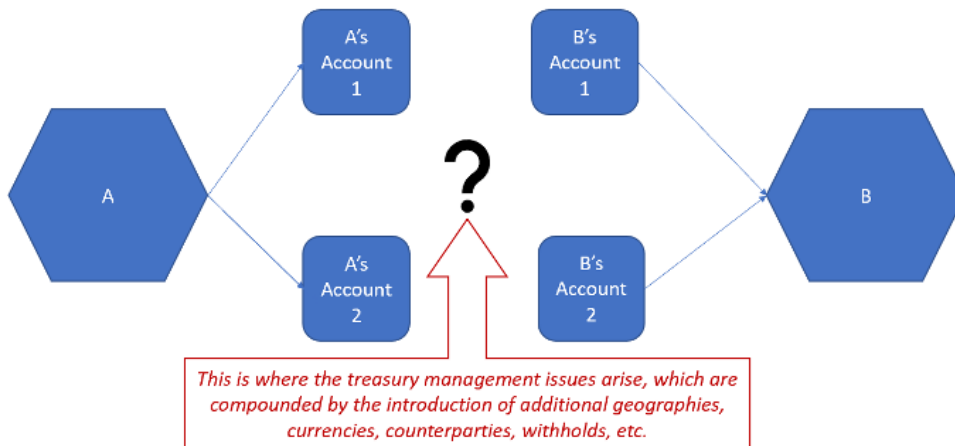 A
A's
Account
1
B's
Account
1
B
?
A's
Account
2
B's
Account
2
This is where the treasury management issues arise, which are
compounded by the introduction of additional geographies,
currencies, counterparties, withholds, etc.